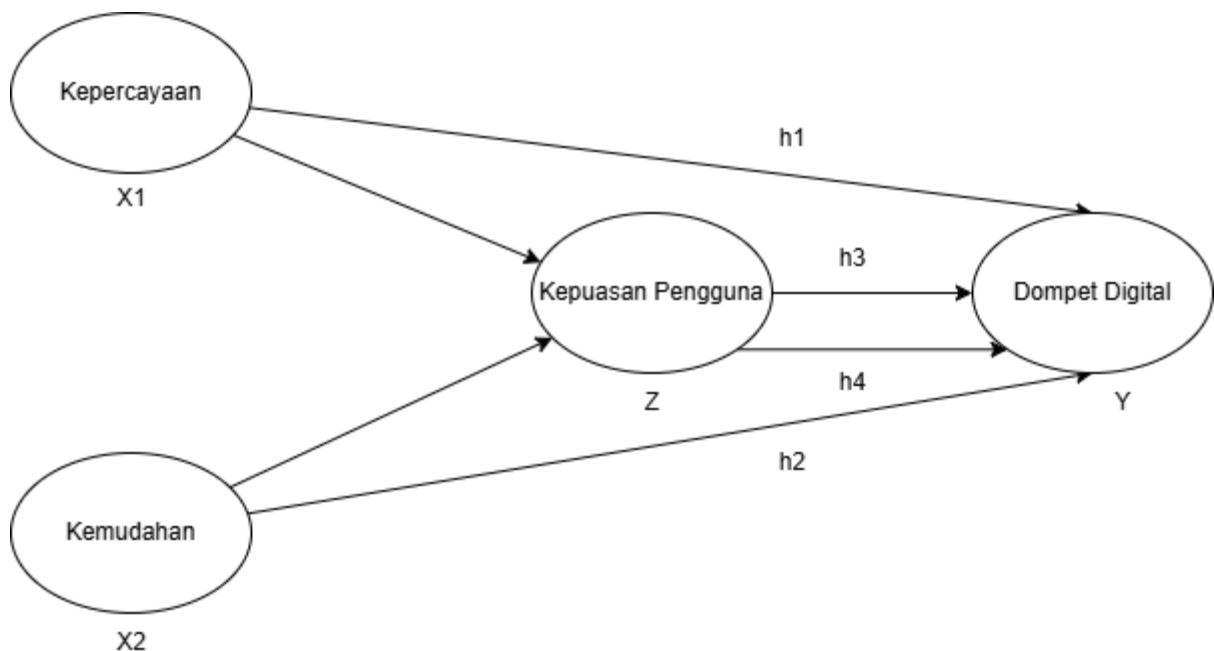 Kepercayaan
X1
h1
Kepuasan Pengguna
Z
h3
h4
Dompet Digital
Y
h2
Kemudahan
X2